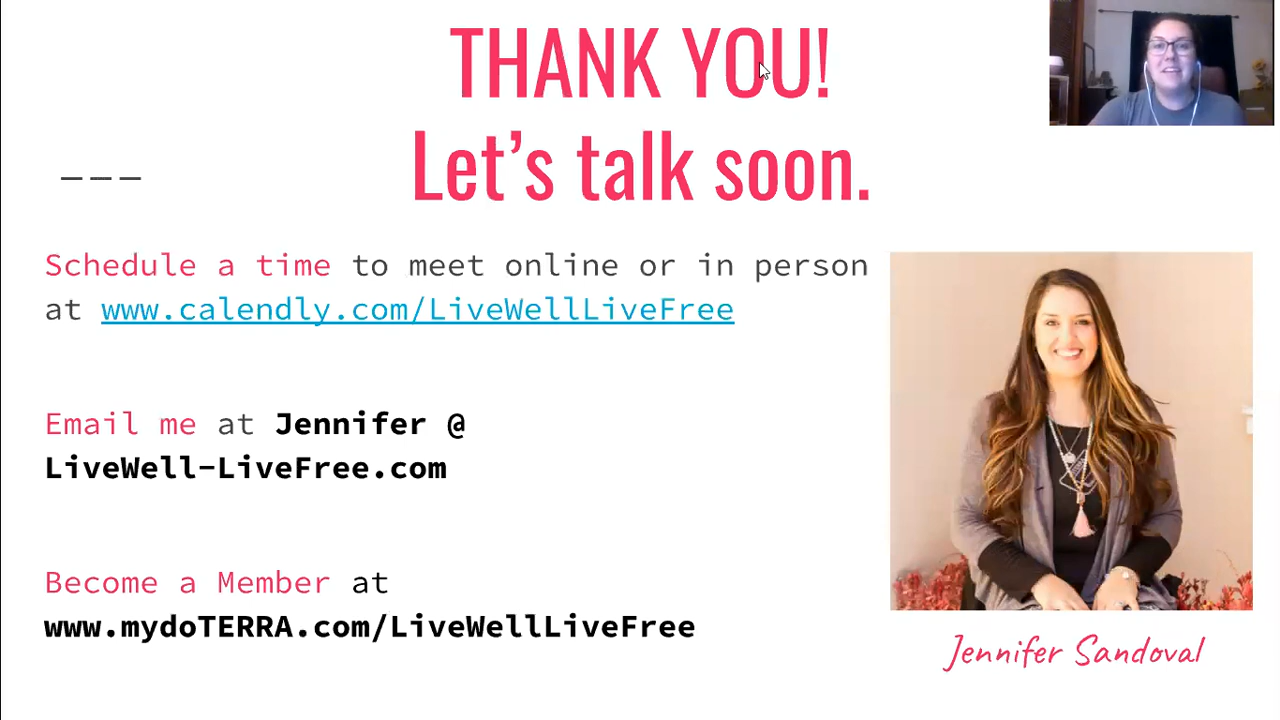 THANK YOU!
Let's talk soon.
———
Schedule a time to meet online or in person
at www.calendly.com/LiveWellLiveFree
Email me at Jennifer @
LiveWell-LiveFree.com
Become a Member at
www.mydoTERRA.com/LiveWellLiveFree
Jennifer Sandoval